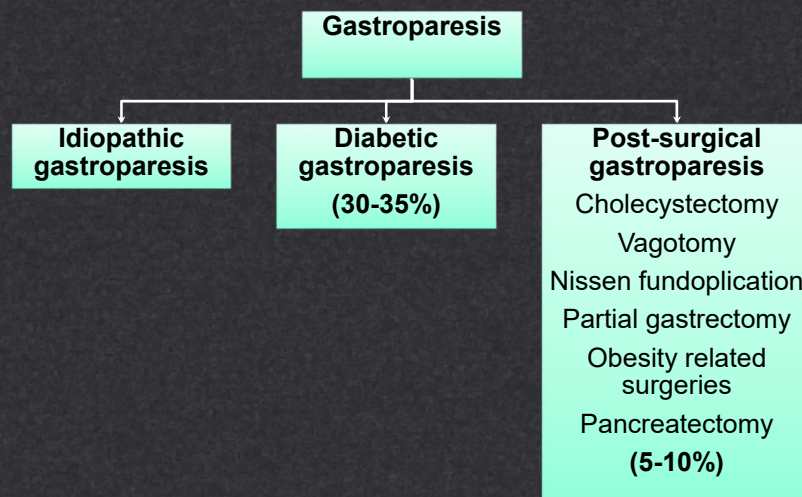 Gastroparesis
Idiopathic
gastroparesis
Diabetic
gastroparesis
(30-35%)
Post-surgical
gastroparesis
Cholecystectomy
Vagotomy
Nissen fundoplication
Partial gastrectomy
Obesity related
surgeries
Pancreatectomy
(5-10%)